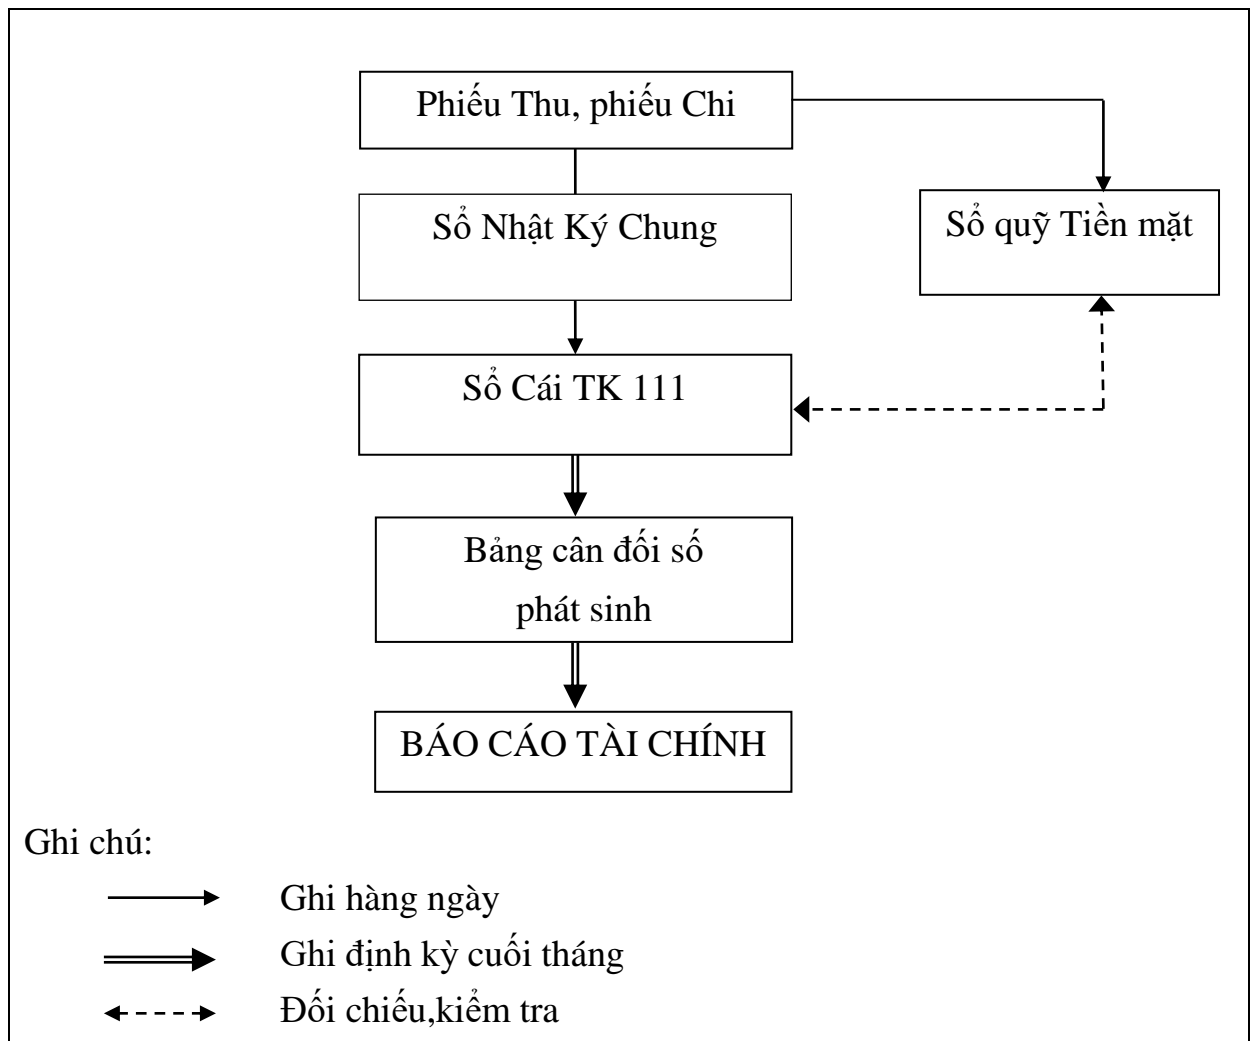 Phiếu Thu, phiếu Chi
Sổ Nhật Ký Chung
Sổ quỹ Tiền mặt
Sổ Cái TK 111
Bảng cân đối số
phát sinh
BÁO CÁO TÀI CHÍNH
Ghi chú:
Ghi hàng ngày
Ghi định kỳ cuối tháng
Đối chiếu,kiểm tra